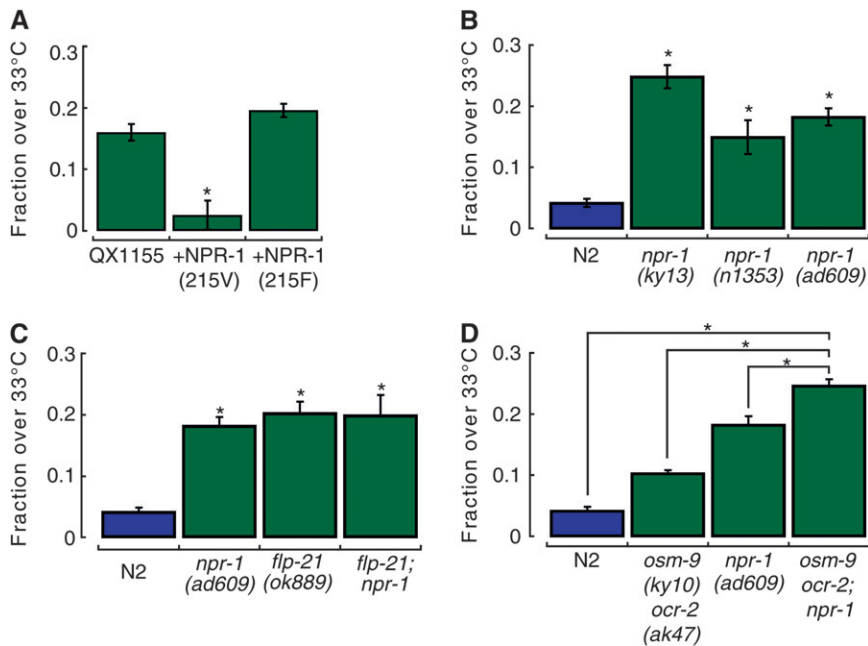 A
Fraction over 33°C
0.3
0.2
0.1
0
*
QX1155
+NPR-1
(215V)
+NPR-1
(215F)
B
Fraction over 33°C
0.3
0.2
0.1
0
*
*
*
N2
npr-1
(ky13)
npr-1
(n1353)
npr-1
(ad609)
C
Fraction over 33°C
0.3
0.2
0.1
0
*
*
*
N2
npr-1
(ad609)
flp-21
(ok889)
flp-21;
npr-1
D
Fraction over 33°C
0.3
0.2
0.1
0
*
*
*
N2
osm-9
(ky10)
ocr-2
(ak47)
npr-1
(ad609)
osm-9
ocr-2;
npr-1